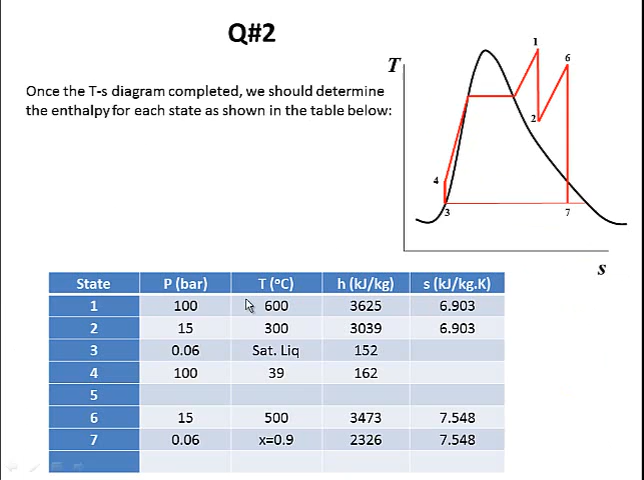 Q#2
Once the T-s diagram completed, we should determine
the enthalpy for each state as shown in the table below:
T
1
6
2
4
3
7
s
State P (bar) T (ºC) h (kJ/kg) s (kJ/kg.K)
1 100 600 3625 6.903
2 15 300 3039 6.903
3 0.06 Sat. Liq 152
4 100 39 162
5
6 15 500 3473 7.548
7 0.06 x=0.9 2326 7.548